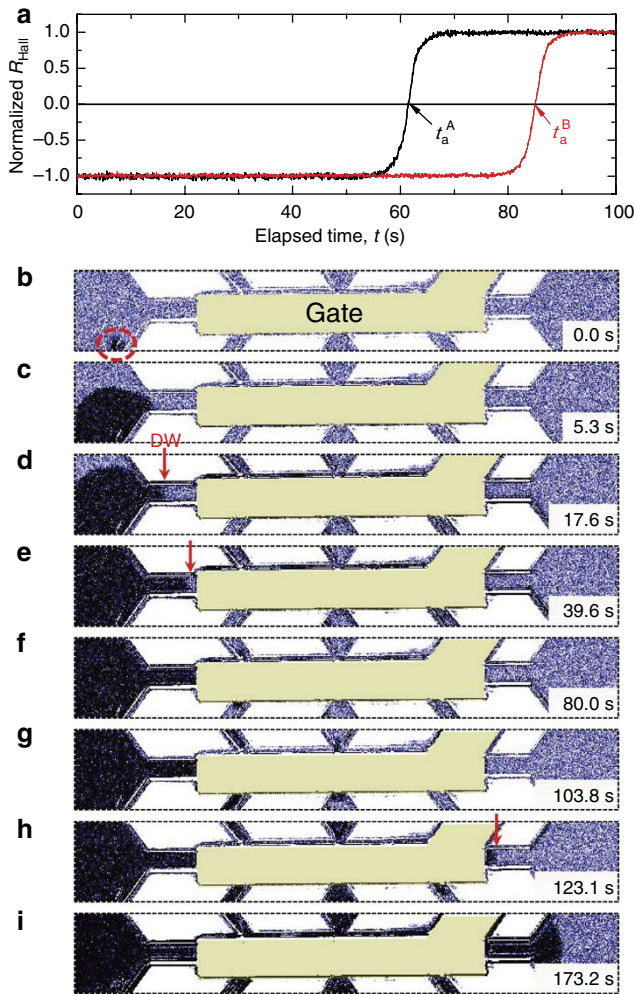 a
Normalized R_Hall
1.0
0.0
−0.5
−1.0
t_a^A
t_a^B
0
20
40
60
80
100
Elapsed time, t (s)
b
Gate
0.0 s
c
5.3 s
DW
d
17.6 s
e
39.6 s
f
80.0 s
g
103.8 s
h
123.1 s
i
173.2 s